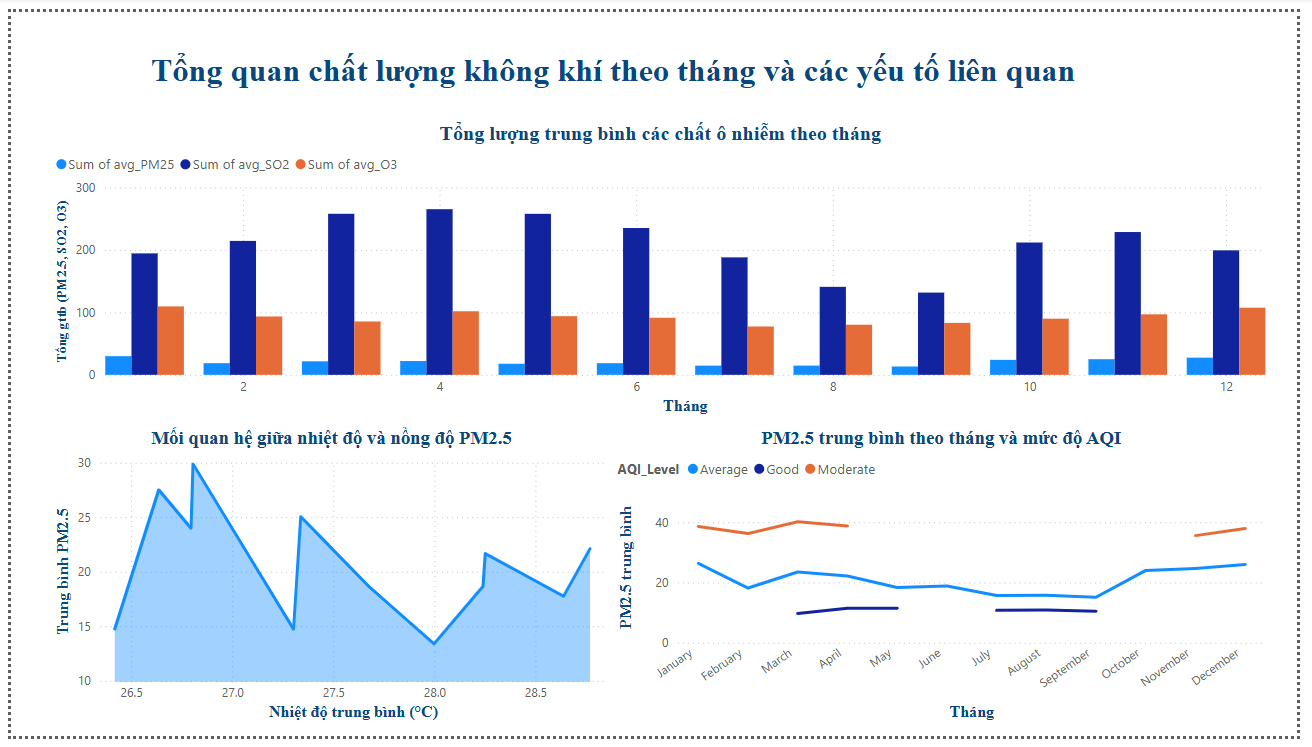 Tổng quan chất lượng không khí theo tháng và các yếu tố liên quan
Tổng lượng trung bình các chất ô nhiễm theo tháng
Sum of avg_PM25 Sum of avg_SO2 Sum of avg_O3
Tổng gttb (PM2.5, SO2, O3)
300
200
100
0
2 4 6 8 10 12
Tháng
Mối quan hệ giữa nhiệt độ và nồng độ PM2.5
Trung bình PM2.5
30
25
20
15
10
26.5 27.0 27.5 28.0 28.5
Nhiệt độ trung bình (°C)
PM2.5 trung bình theo tháng và mức độ AQI
AQI_Level Average Good Moderate
PM2.5 trung bình
40
20
0
January February March April May June July August September October November December
Tháng